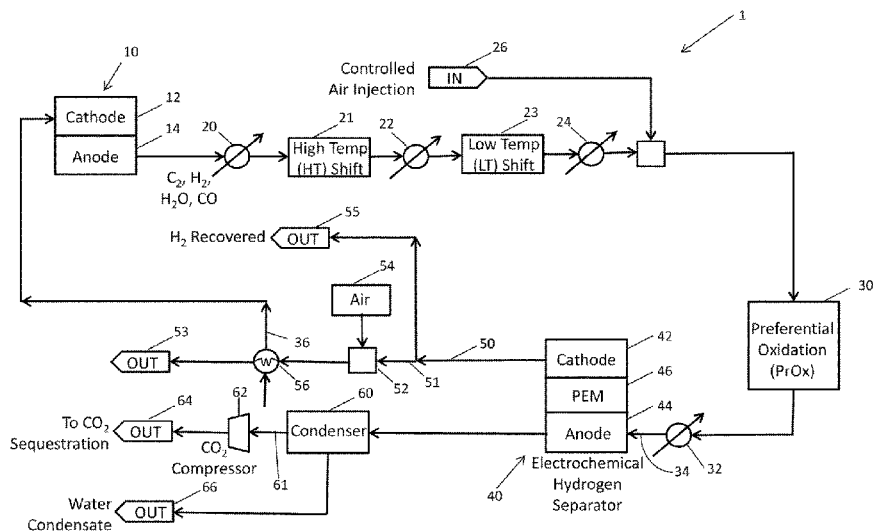 1
10
26
Controlled
Air Injection
IN
12
14
Cathode
Anode
20
21
High Temp
(HT) Shift
22
23
Low Temp
(LT) Shift
24
C2, H2,
H2O, CO
55
H2 Recovered
OUT
54
Air
30
Preferential
Oxidation
(PrOx)
53
OUT
36
W
56
52
51
50
42
Cathode
46
PEM
44
Anode
34
32
40
Electrochemical
Hydrogen
Separator
64
To CO2
Sequestration
OUT
62
CO2
Compressor
61
60
Condenser
66
Water
Condensate
OUT